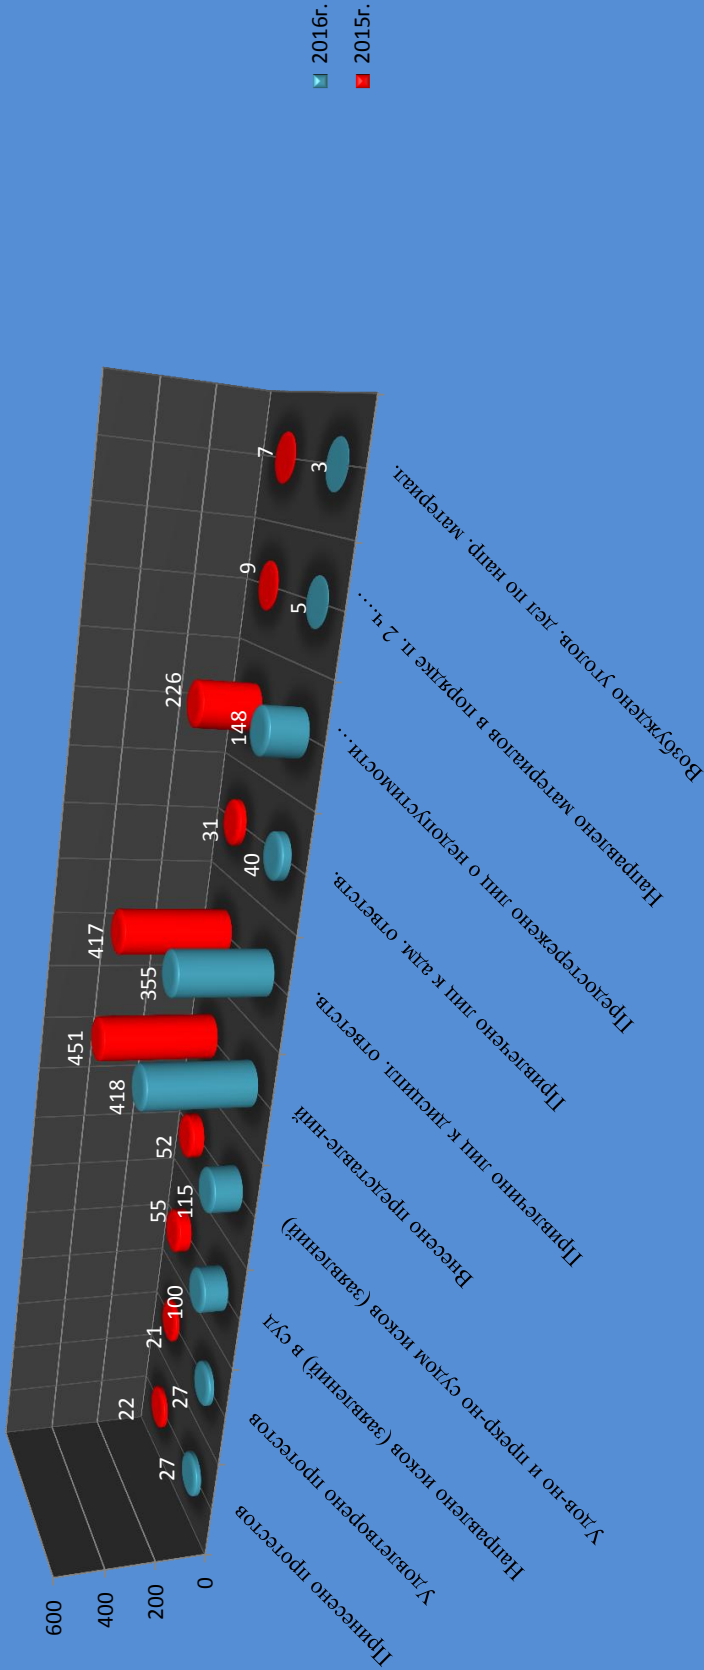 2016г.
2015г.
600
400
200
0
22
21
55
52
451
417
31
226
9
7
27
27
100
115
418
355
40
148
5
3
Принесено протестов
Удовлетворено протестов
Направлено исков (заявлений) в суд
Удов-но и прекр-но судом исков (заявлений)
Внесено представле-ний
Привлечино лиц к дисципл. ответств.
Привлечено лиц к адм. ответств.
Предостережено лиц о недопустимости…
Направлено материалов в порядке п. 2 ч.…
Возбуждено уголов. дел по напр. материал.